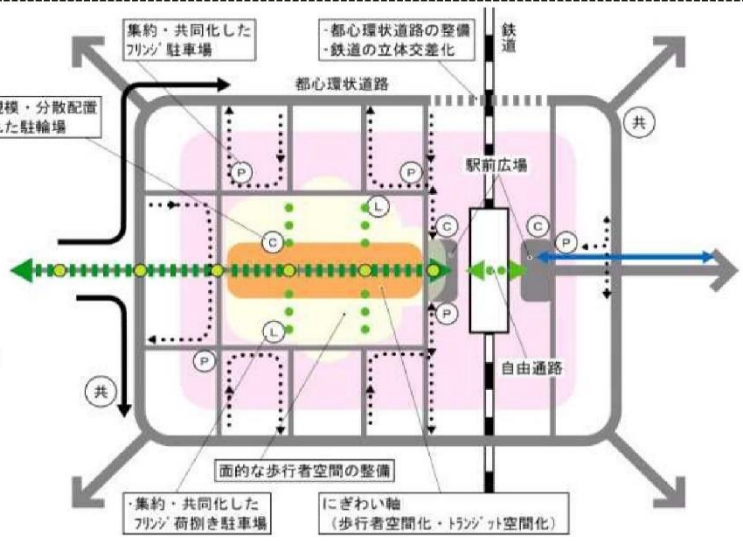 集約・共同化した
フリンジ駐車場
・都心環状道路の整備
・鉄道の立体交差化
鉄道
都心環状道路
規模・分散配置
した駐輪場
共
駅前広場
P
P
L
C
C
C
P
L
P
P
自由通路
共
面的な歩行者空間の整備
・集約・共同化した
フリンジ荷捌き駐車場
にぎわい軸
(歩行者空間化・トランジット空間化)